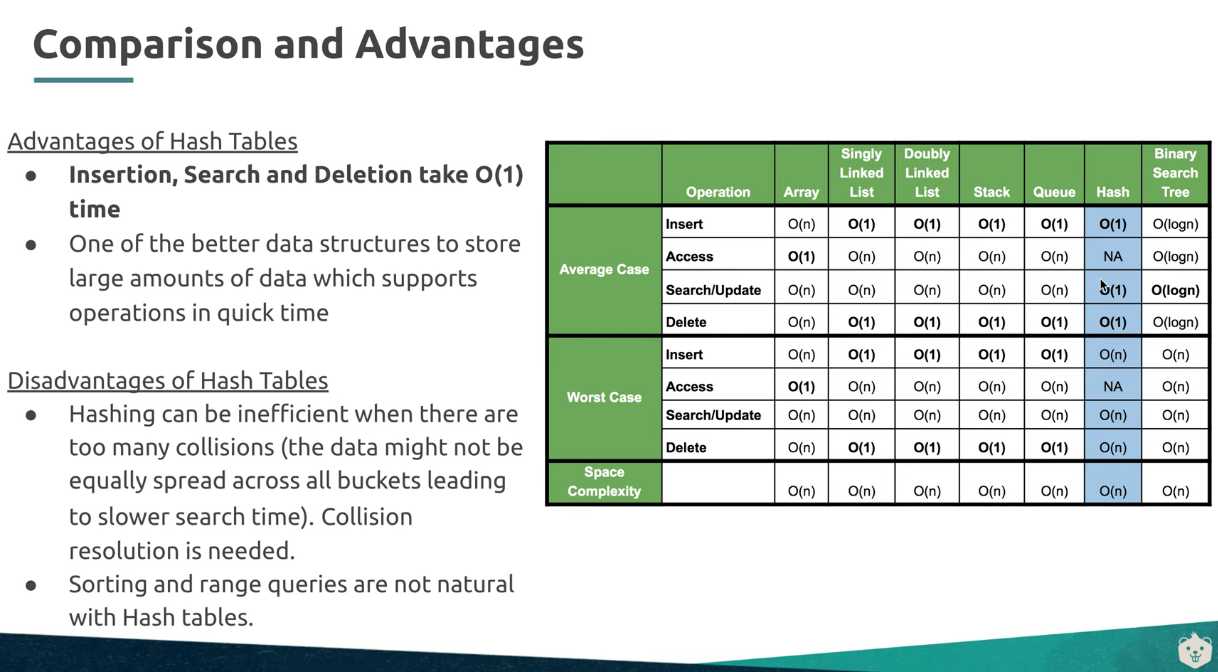 Comparison and Advantages
Advantages of Hash Tables
● Insertion, Search and Deletion take O(1)
time
● One of the better data structures to store
large amounts of data which supports
operations in quick time
Disadvantages of Hash Tables
● Hashing can be inefficient when there are
too many collisions (the data might not be
equally spread across all buckets leading
to slower search time). Collision
resolution is needed.
● Sorting and range queries are not natural
with Hash tables.
Operation Array Singly Linked List Doubly Linked List Stack Queue Hash Binary Search Tree
Average Case
Insert O(n) O(1) O(1) O(1) O(1) O(1) O(logn)
Access O(1) O(n) O(n) O(n) O(n) NA O(logn)
Search/Update O(n) O(n) O(n) O(n) O(n) O(1) O(logn)
Delete O(n) O(1) O(1) O(1) O(1) O(1) O(logn)
Worst Case
Insert O(n) O(1) O(1) O(1) O(1) O(n) O(n)
Access O(1) O(n) O(n) O(n) O(n) NA O(n)
Search/Update O(n) O(n) O(n) O(n) O(n) O(n) O(n)
Delete O(n) O(1) O(1) O(1) O(1) O(n) O(n)
Space Complexity O(n) O(n) O(n) O(n) O(n) O(n) O(n)